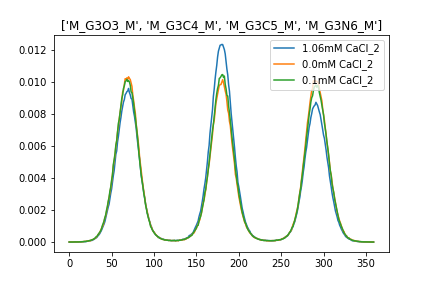 ['M_G3O3_M', 'M_G3C4_M', 'M_G3C5_M', 'M_G3N6_M']
1.06mM CaCl_2
0.0mM CaCl_2
0.1mM CaCl_2
0.012
0.010
0.008
0.006
0.004
0.002
0.000
0 50 100 150 200 250 300 350